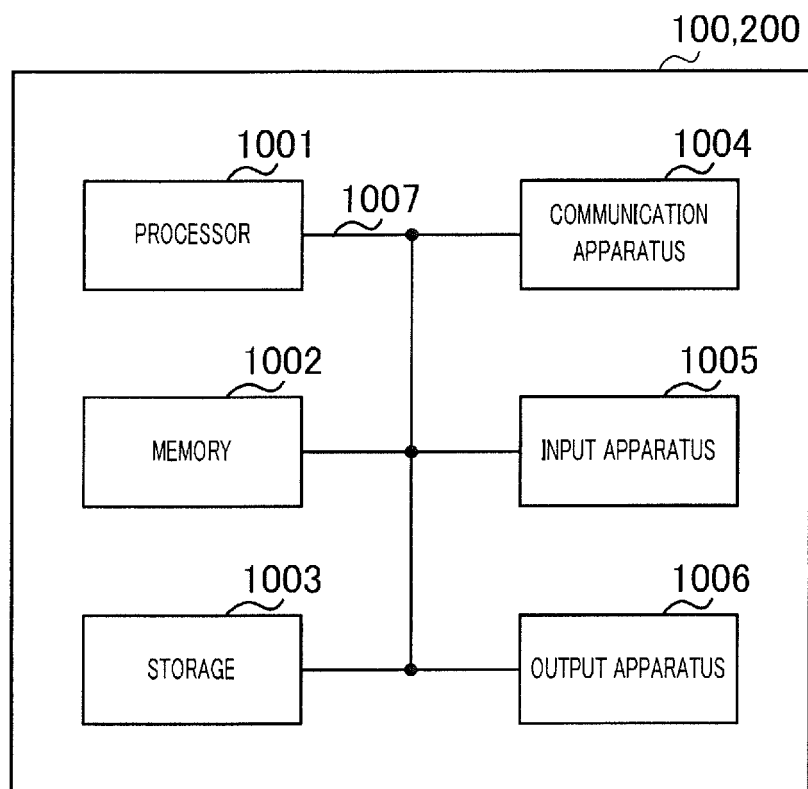 100,200
1001
1004
PROCESSOR
1007
COMMUNICATION
APPARATUS
1002
1005
MEMORY
INPUT APPARATUS
1003
1006
STORAGE
OUTPUT APPARATUS